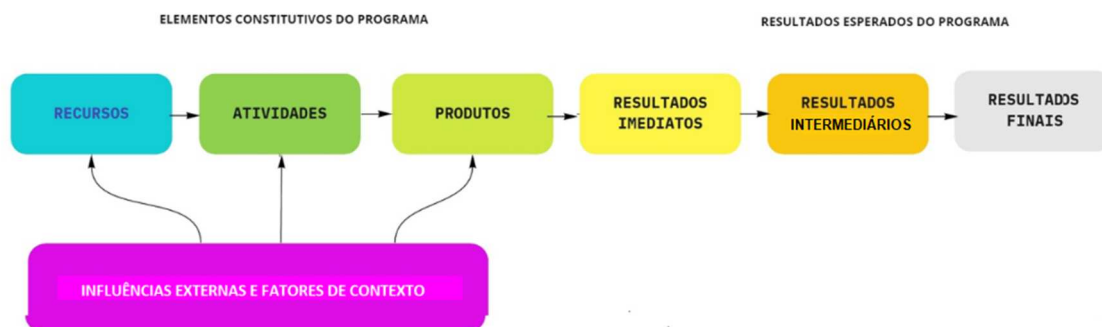 ELEMENTOS CONSTITUTIVOS DO PROGRAMA
RESULTADOS ESPERADOS DO PROGRAMA
RECURSOS
ATIVIDADES
PRODUTOS
RESULTADOS
IMEDIATOS
RESULTADOS
INTERMEDIÁRIOS
RESULTADOS
FINAIS
INFLUÊNCIAS EXTERNAS E FATORES DE CONTEXTO